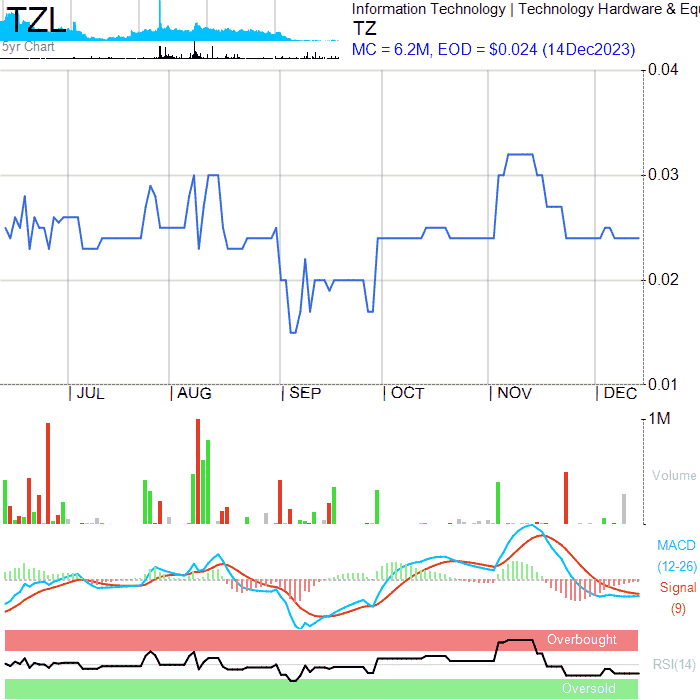 TZL
5yr Chart
Information Technology | Technology Hardware & Equ
TZ
MC = 6.2M, EOD = $0.024 (14Dec2023)
0.04
0.03
0.02
0.01
| JUL | AUG | SEP | OCT | NOV | DEC
1M
Volume
MACD
(12-26)
Signal
(9)
Overbought
RSI(14)
Oversold